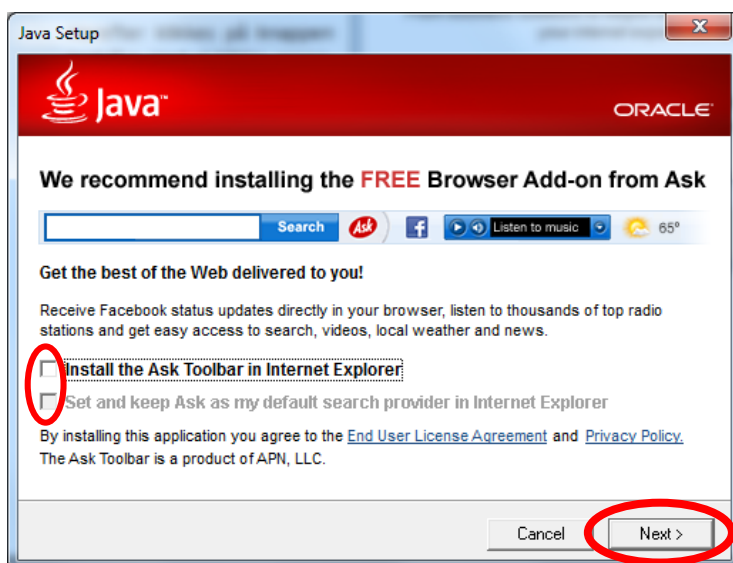 Java Setup
Java™
ORACLE
We recommend installing the FREE Browser Add-on from Ask
Search Ask f Listen to music 65°
Get the best of the Web delivered to you!
Receive Facebook status updates directly in your browser, listen to thousands of top radio
stations and get easy access to search, videos, local weather and news.
Install the Ask Toolbar in Internet Explorer
Set and keep Ask as my default search provider in Internet Explorer
By installing this application you agree to the End User License Agreement and Privacy Policy.
The Ask Toolbar is a product of APN, LLC.
Cancel Next >